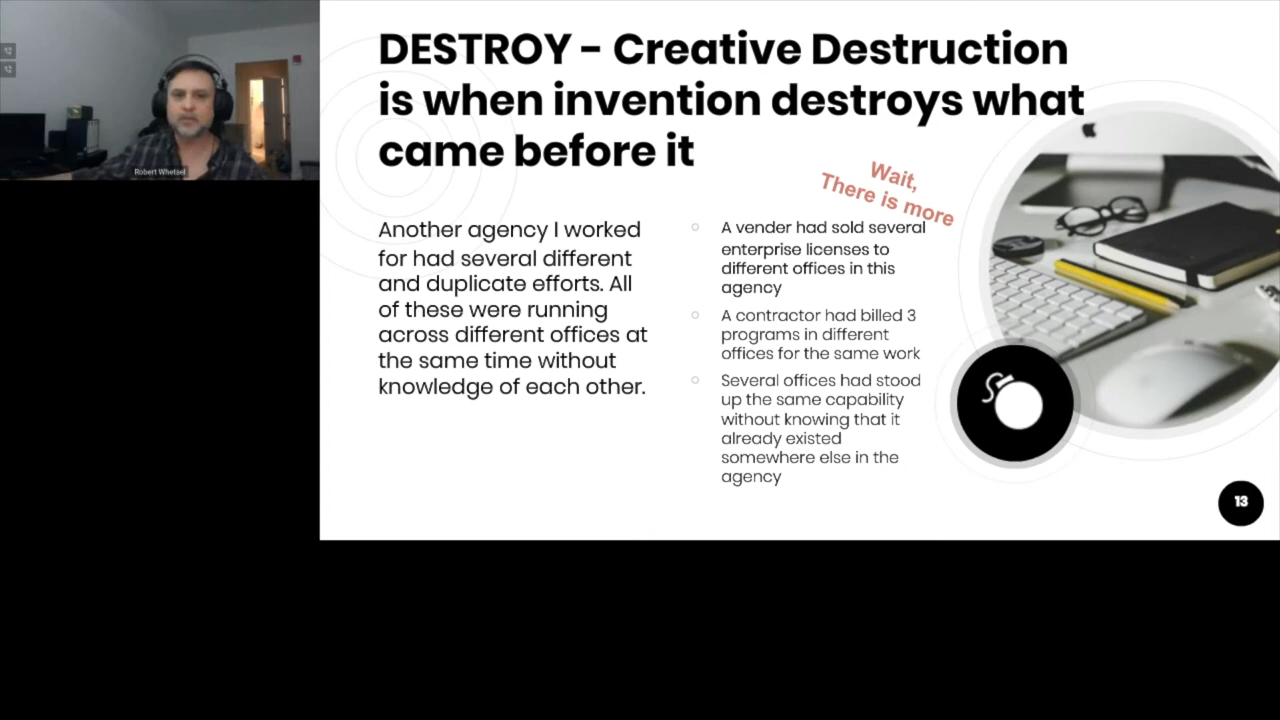 Robert Whetsel
DESTROY - Creative Destruction
is when invention destroys what
came before it
Wait,
There is more
Another agency I worked
for had several different
and duplicate efforts. All
of these were running
across different offices at
the same time without
knowledge of each other.
A vender had sold several
enterprise licenses to
different offices in this
agency
A contractor had billed 3
programs in different
offices for the same work
Several offices had stood
up the same capability
without knowing that it
already existed
somewhere else in the
agency
13